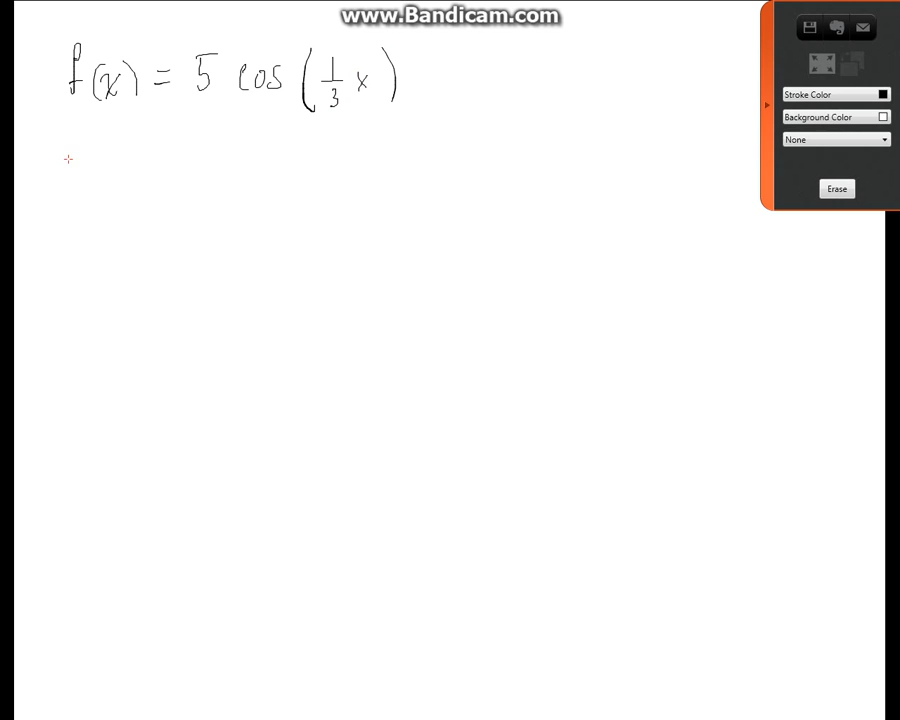 www.Bandicam.com
f(x) = 5 cos (1/3 x)
Stroke Color
Background Color
None
Erase